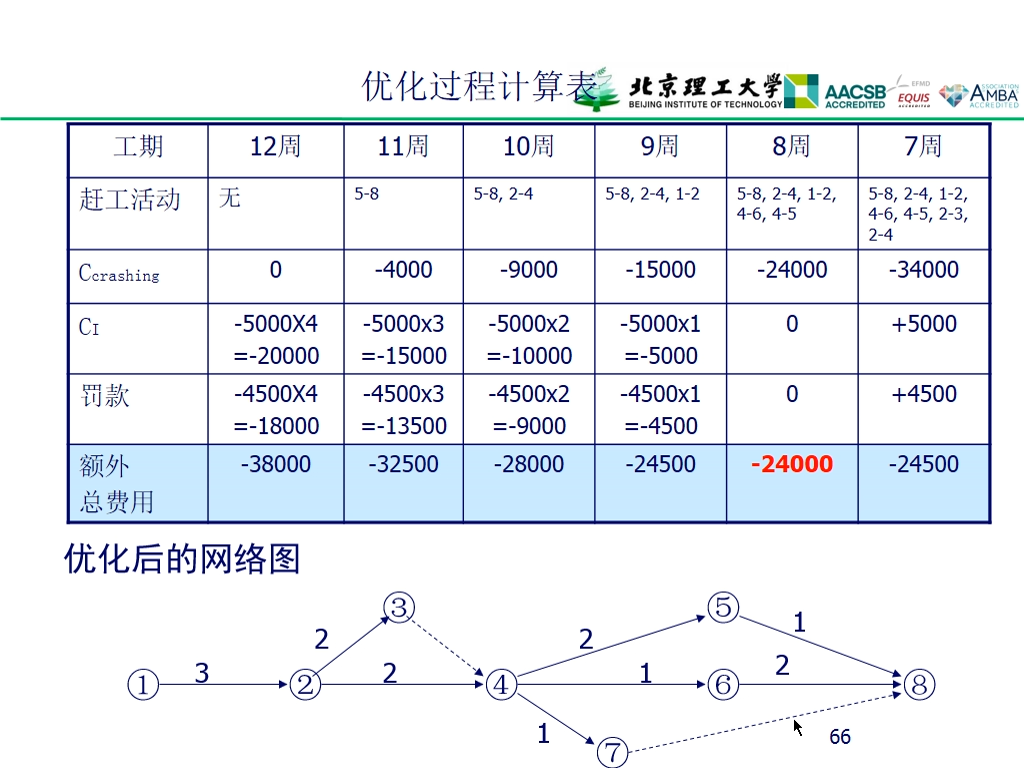 优化过程计算表
北京理工大学
BEIJING INSTITUTE OF TECHNOLOGY
AACSB
ACCREDITED
EFMD
EQUIS
ACCREDITED
ASSOCIATION
AMBA
ACCREDITED
工期 12周 11周 10周 9周 8周 7周
赶工活动 无 5-8 5-8, 2-4 5-8, 2-4, 1-2 5-8, 2-4, 1-2, 5-8, 2-4, 1-2,
4-6, 4-5 4-6, 4-5, 2-3,
2-4
Ccrashing 0 -4000 -9000 -15000 -24000 -34000
CI -5000X4 -5000x3 -5000x2 -5000x1 0 +5000
=-20000 =-15000 =-10000 =-5000
罚款 -4500X4 -4500x3 -4500x2 -4500x1 0 +4500
=-18000 =-13500 =-9000 =-4500
额外 -38000 -32500 -28000 -24500 -24000 -24500
总费用
优化后的网络图
③ ⑤
2 2 1
① 3 ② 2 ④ 1 ⑥ 2 ⑧
1 ⑦
66